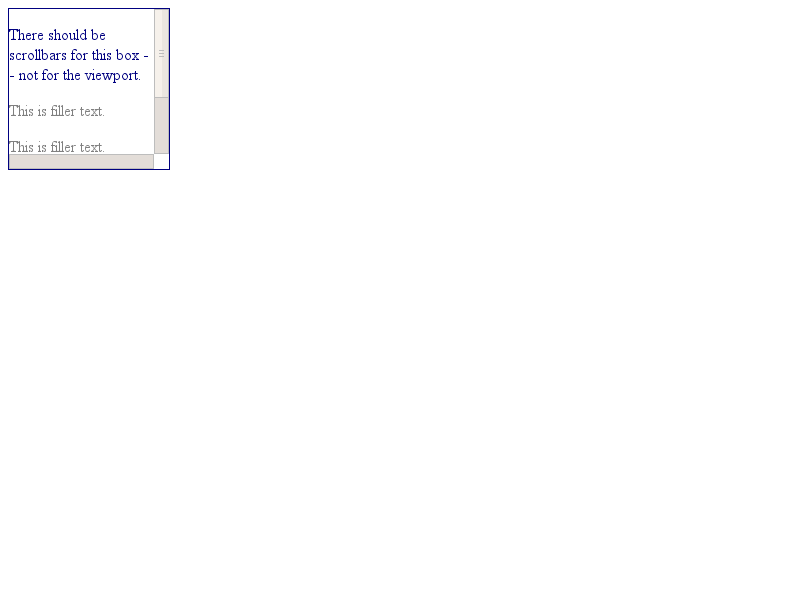 There should be
scrollbars for this box -
- not for the viewport.
This is filler text.
This is filler text.